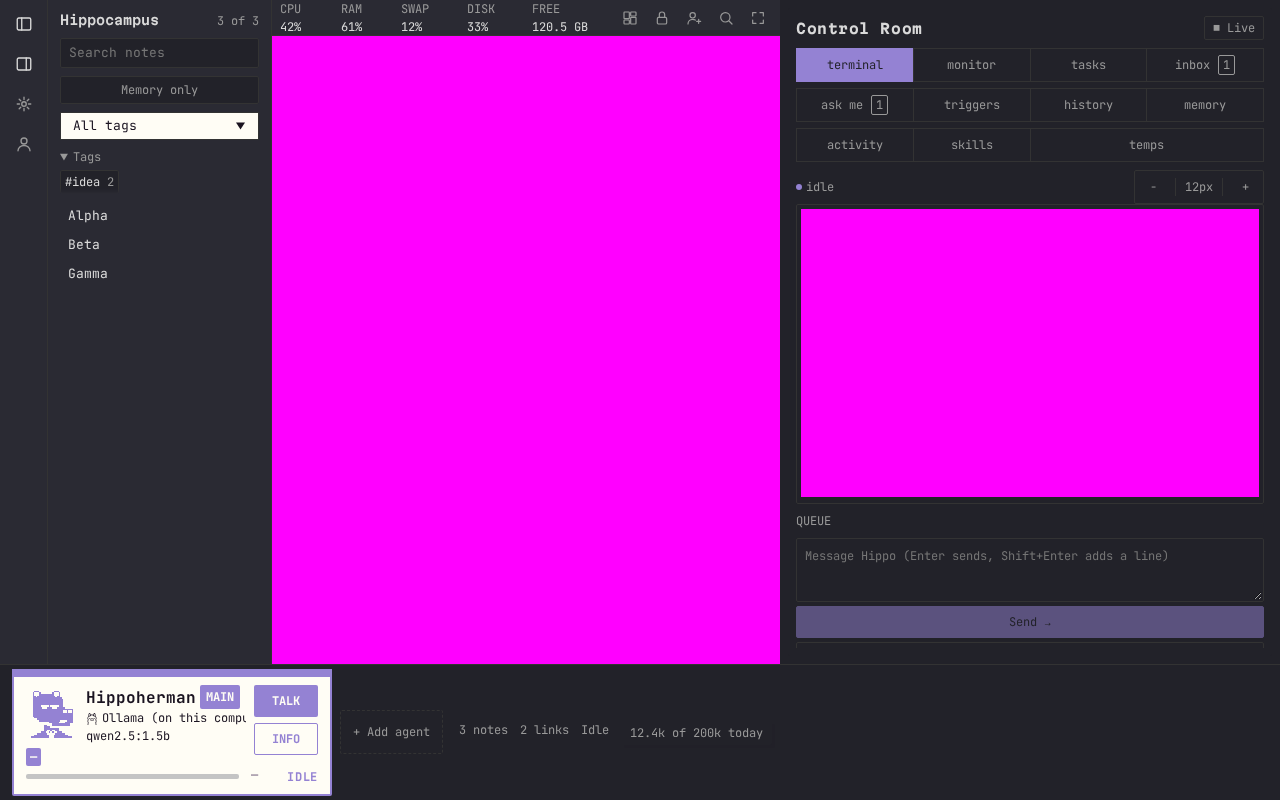 Hippocampus 3 of 3
Search notes
Memory only
All tags
Tags
#idea 2
Alpha
Beta
Gamma
CPU RAM SWAP DISK FREE
42% 61% 12% 33% 120.5 GB
Control Room Live
terminal monitor tasks inbox 1
ask me 1 triggers history memory
activity skills temps
idle - 12px +
QUEUE
Message Hippo (Enter sends, Shift+Enter adds a line)
Send →
Hippoherman MAIN TALK
Ollama (on this
qwen2.5:1.5b INFO
—
— IDLE
+ Add agent 3 notes 2 links Idle 12.4k of 200k today